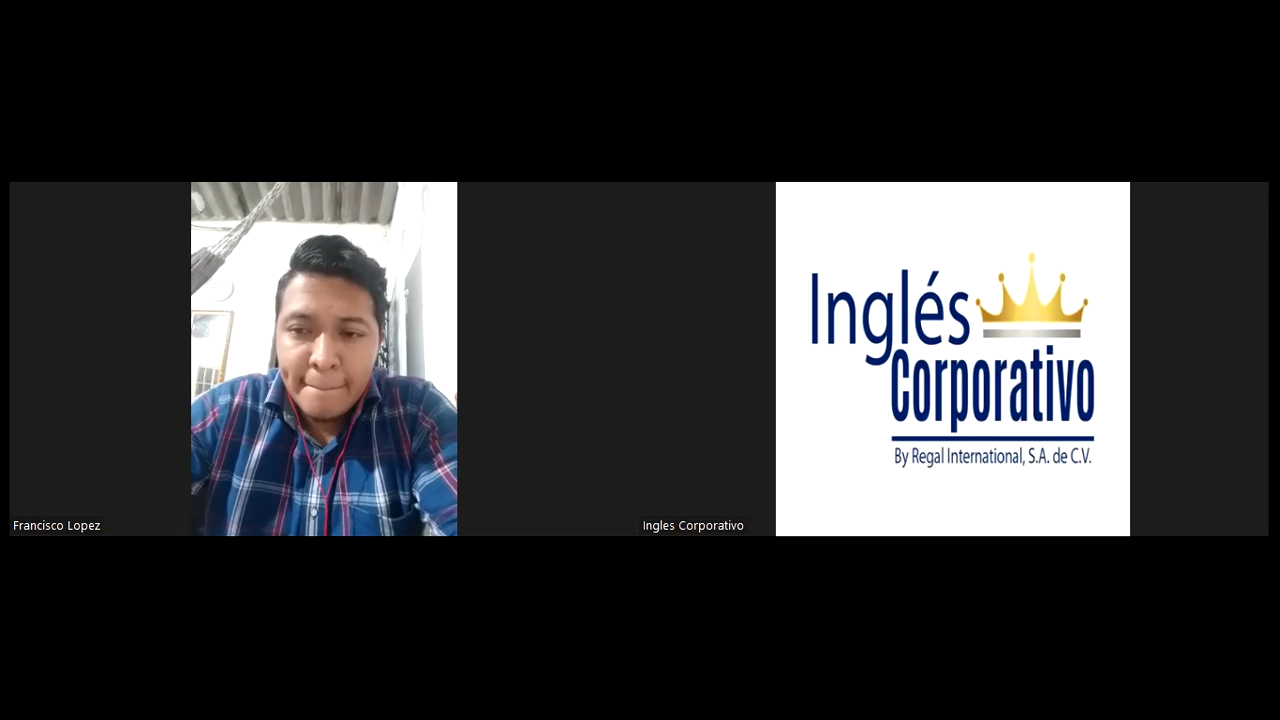 Inglés
Corporativo
By Regal International, S.A. de C.V.
Francisco Lopez
Ingles Corporativo